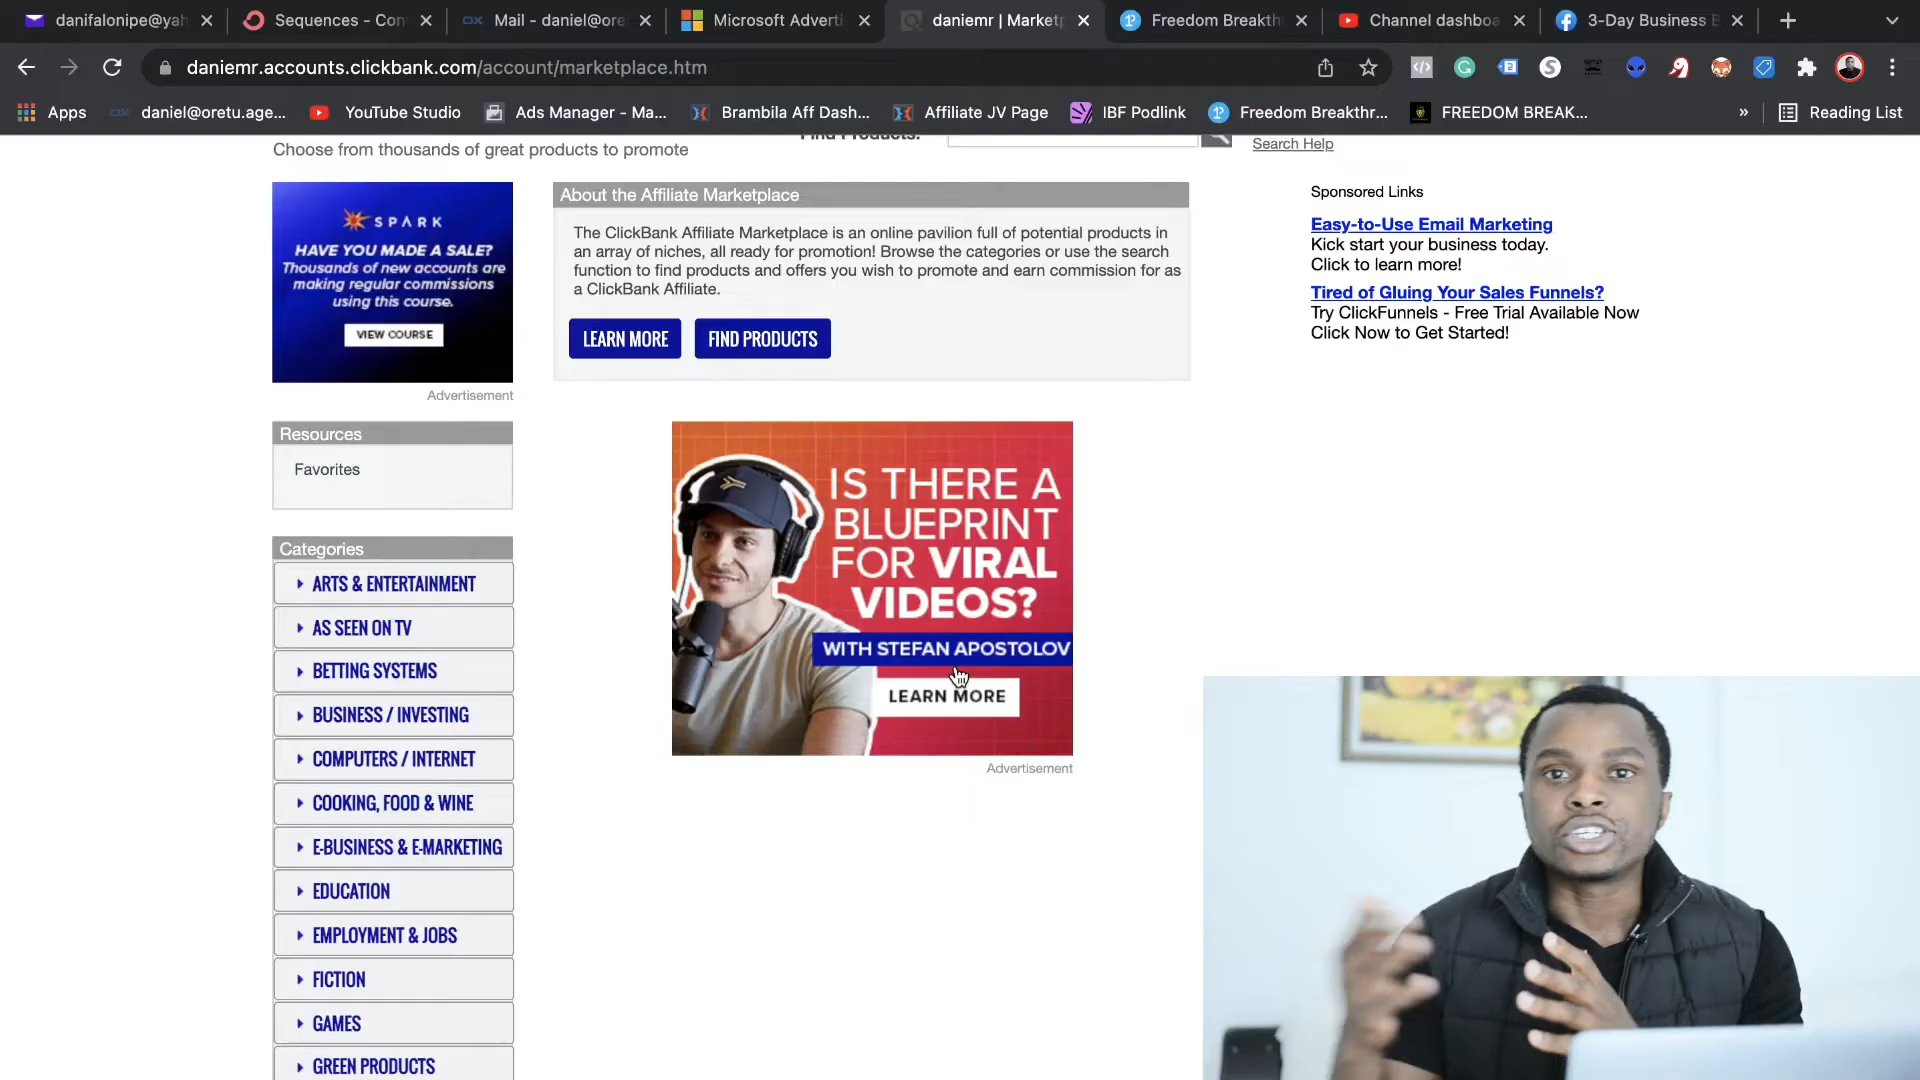 danifalonipe@yah
Sequences - Con
Mail - daniel@ore
Microsoft Adverti
daniemr | Marketp
Freedom Breakth
Channel dashboa
3-Day Business B
daniemr.accounts.clickbank.com/account/marketplace.htm
Apps
daniel@oretu.age...
YouTube Studio
Ads Manager - Ma...
Brambila Aff Dash...
Affiliate JV Page
IBF Podlink
Freedom Breakthr...
FREEDOM BREAK...
»
Reading List
Choose from thousands of great products to promote
Find Products:
Search Help
SPARK
HAVE YOU MADE A SALE?
Thousands of new accounts are
making regular commissions
using this course.
VIEW COURSE
Advertisement
About the Affiliate Marketplace
The ClickBank Affiliate Marketplace is an online pavilion full of potential products in
an array of niches, all ready for promotion! Browse the categories or use the search
function to find products and offers you wish to promote and earn commission for as
a ClickBank Affiliate.
LEARN MORE
FIND PRODUCTS
Sponsored Links
Easy-to-Use Email Marketing
Kick start your business today.
Click to learn more!
Tired of Gluing Your Sales Funnels?
Try ClickFunnels - Free Trial Available Now
Click Now to Get Started!
Resources
Favorites
Categories
ARTS & ENTERTAINMENT
AS SEEN ON TV
BETTING SYSTEMS
BUSINESS / INVESTING
COMPUTERS / INTERNET
COOKING, FOOD & WINE
E-BUSINESS & E-MARKETING
EDUCATION
EMPLOYMENT & JOBS
FICTION
GAMES
GREEN PRODUCTS
IS THERE A
BLUEPRINT
FOR VIRAL
VIDEOS?
WITH STEFAN APOSTOLOV
LEARN MORE
Advertisement